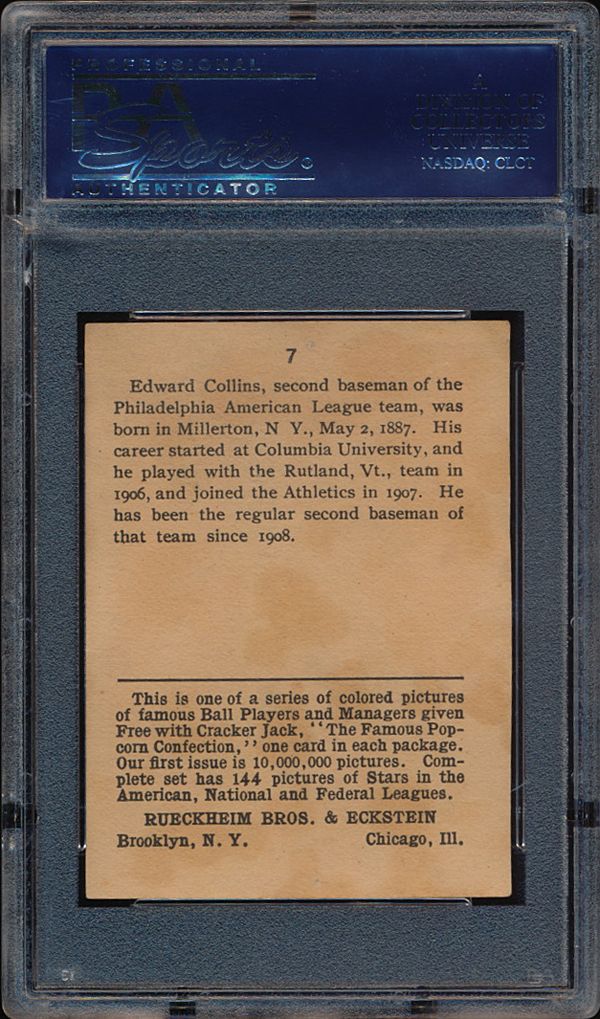 PROFESSIONAL
PSA
Sports
AUTHENTICATOR
A
DIVISION OF
COLLECTORS
UNIVERSE
NASDAQ: CLCT
7
Edward Collins, second baseman of the
Philadelphia American League team, was
born in Millerton, N Y., May 2, 1887. His
career started at Columbia University, and
he played with the Rutland, Vt., team in
1906, and joined the Athletics in 1907. He
has been the regular second baseman of
that team since 1908.
This is one of a series of colored pictures
of famous Ball Players and Managers given
Free with Cracker Jack, "The Famous Pop-
corn Confection," one card in each package.
Our first issue is 10,000,000 pictures. Com-
plete set has 144 pictures of Stars in the
American, National and Federal Leagues.
RUECKHEIM BROS. & ECKSTEIN
Brooklyn, N. Y. Chicago, Ill.